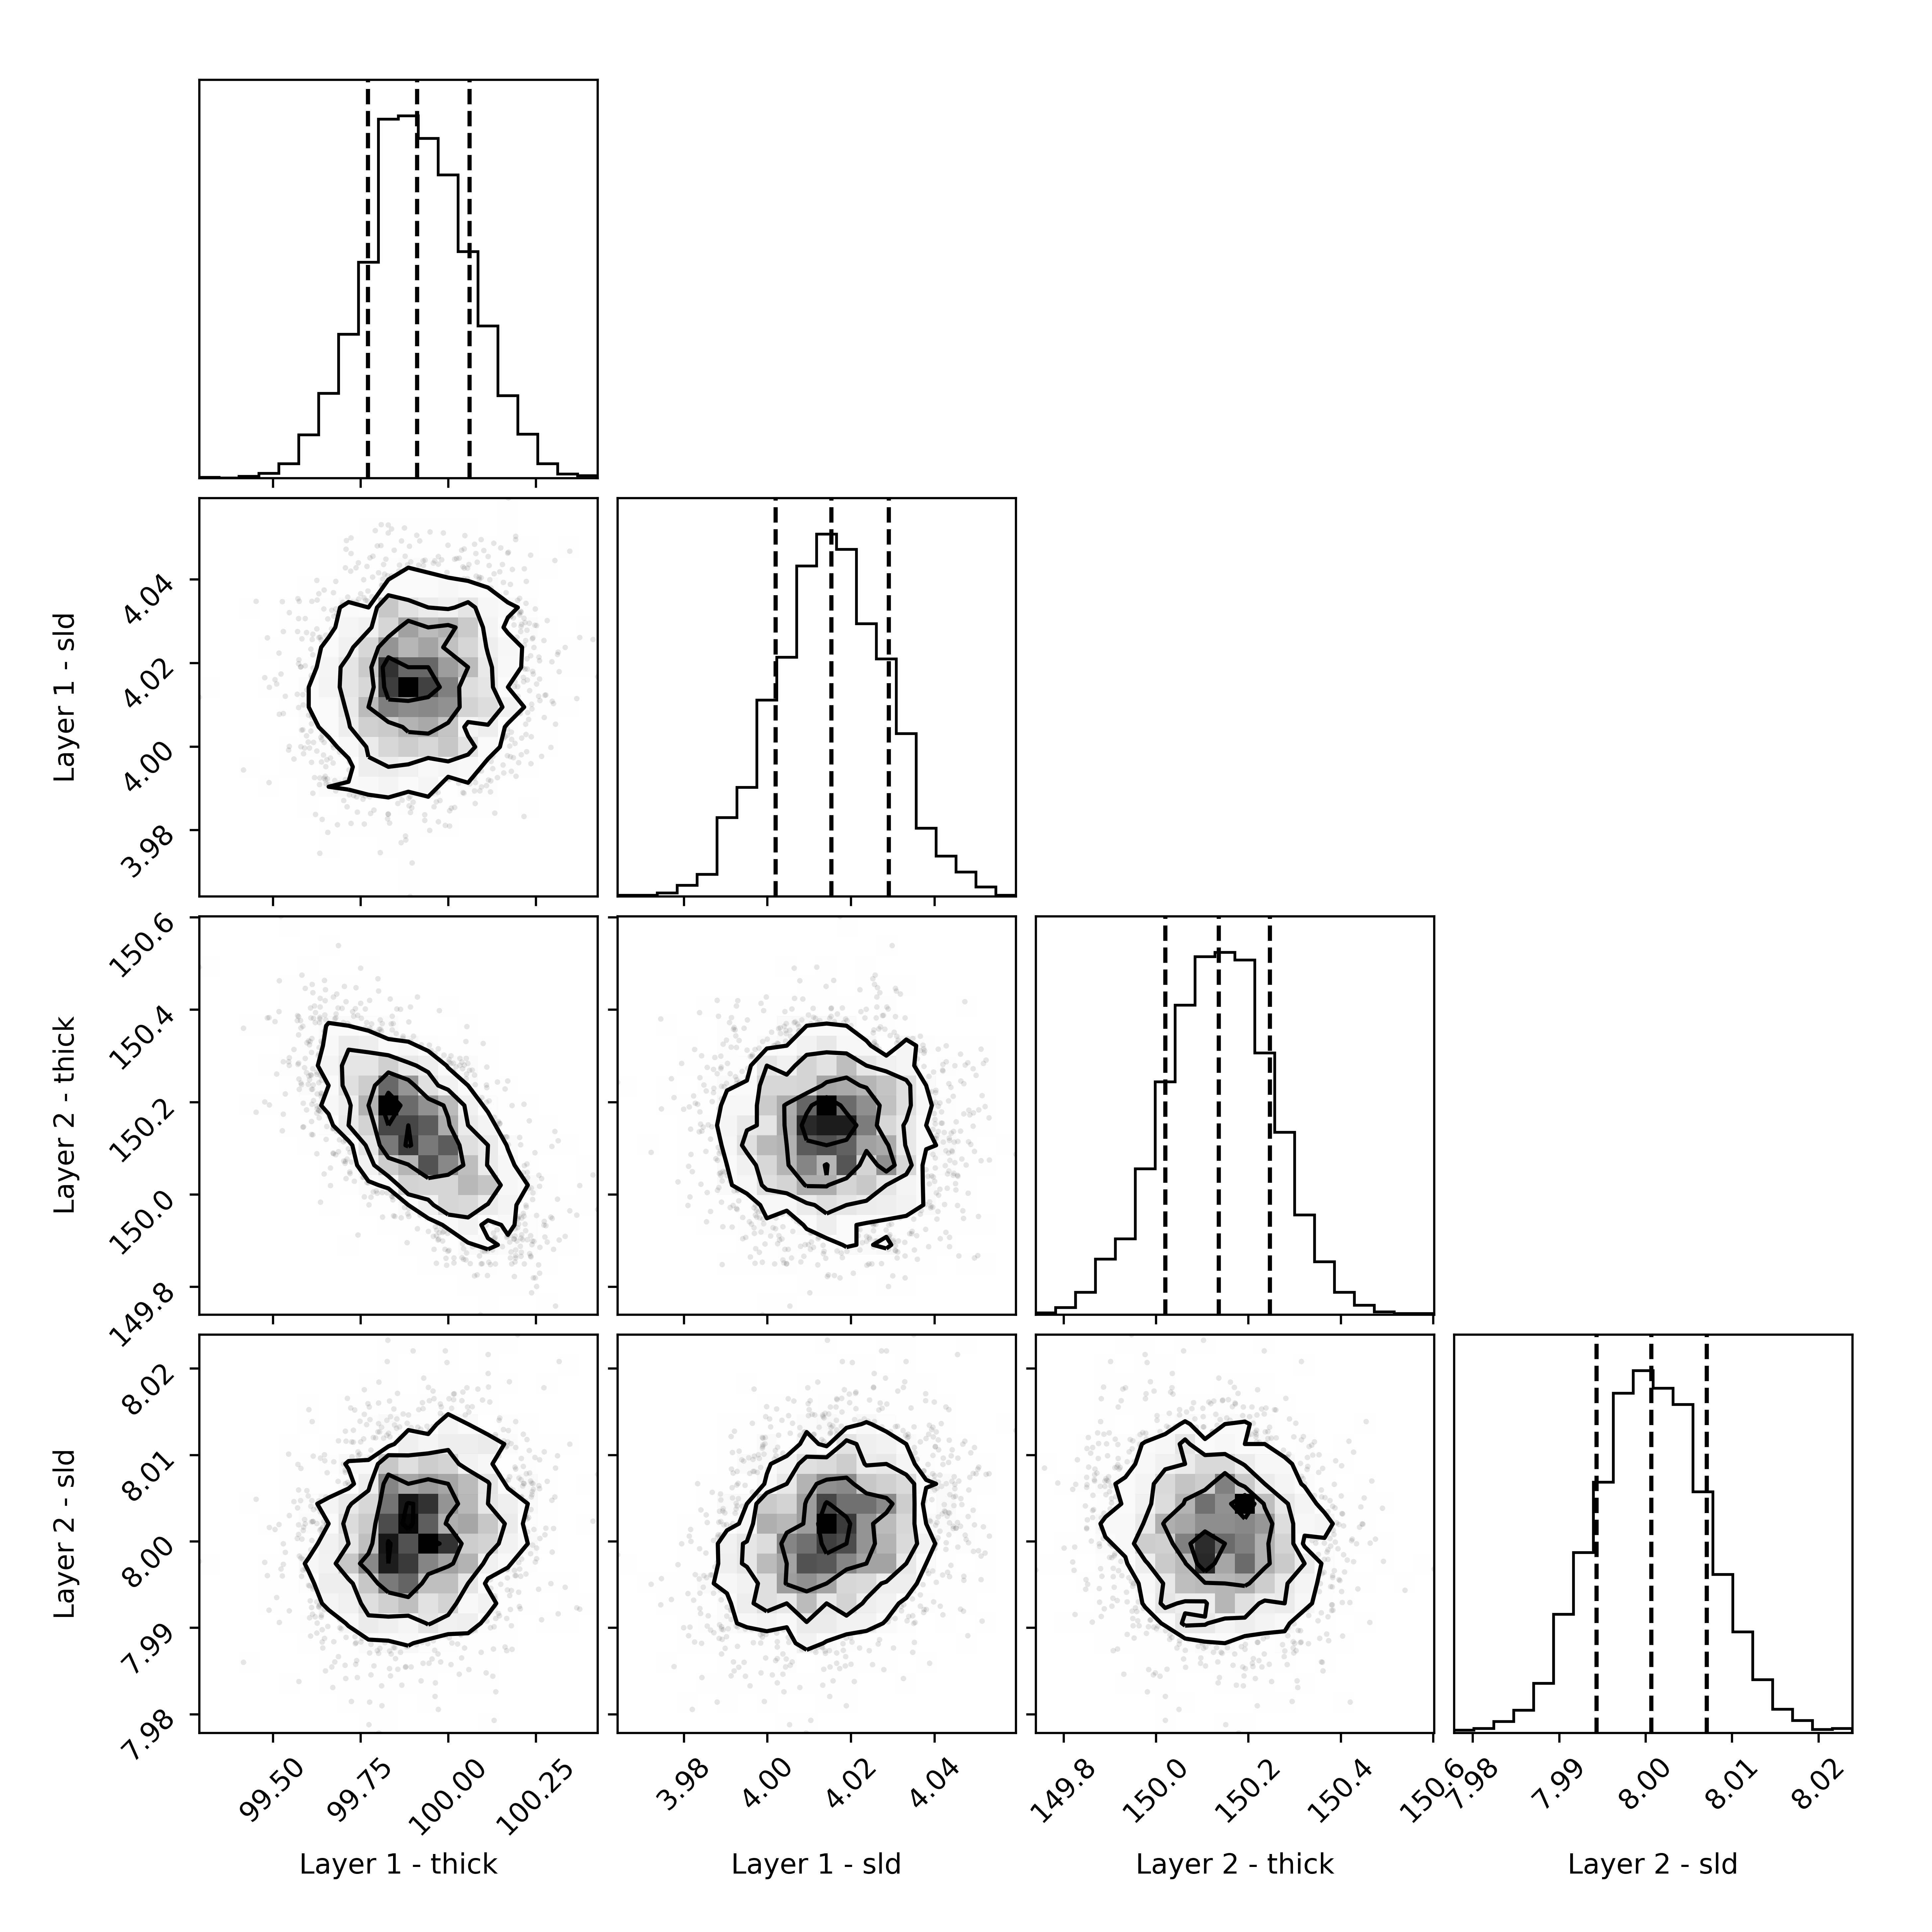 4.04
4.02
4.00
3.98
Layer 1 - sld
150.6
150.4
150.2
150.0
149.8
Layer 2 - thick
8.02
8.01
8.00
7.99
7.98
Layer 2 - sld
99.50 99.75 100.00 100.25
3.98 4.00 4.02 4.04
149.8 150.0 150.2 150.4 150.6
7.98 7.99 8.00 8.01 8.02
Layer 1 - thick
Layer 1 - sld
Layer 2 - thick
Layer 2 - sld